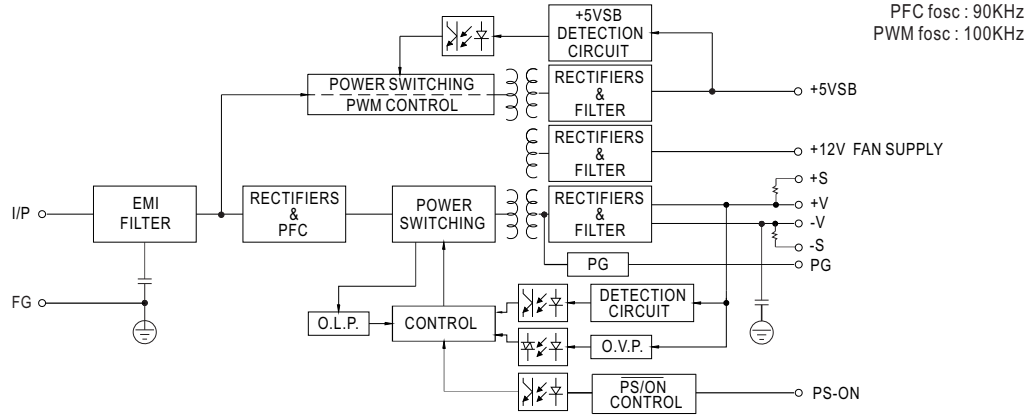 PFC fosc : 90KHz
PWM fosc : 100KHz
+5VSB
DETECTION
CIRCUIT
POWER SWITCHING
PWM CONTROL
RECTIFIERS
&
FILTER
+5VSB
RECTIFIERS
&
FILTER
+12V FAN SUPPLY
I/P
EMI
FILTER
RECTIFIERS
&
PFC
POWER
SWITCHING
RECTIFIERS
&
FILTER
+S
+V
-V
-S
PG
PG
FG
O.L.P.
CONTROL
DETECTION
CIRCUIT
O.V.P.
PS/ON
CONTROL
PS-ON